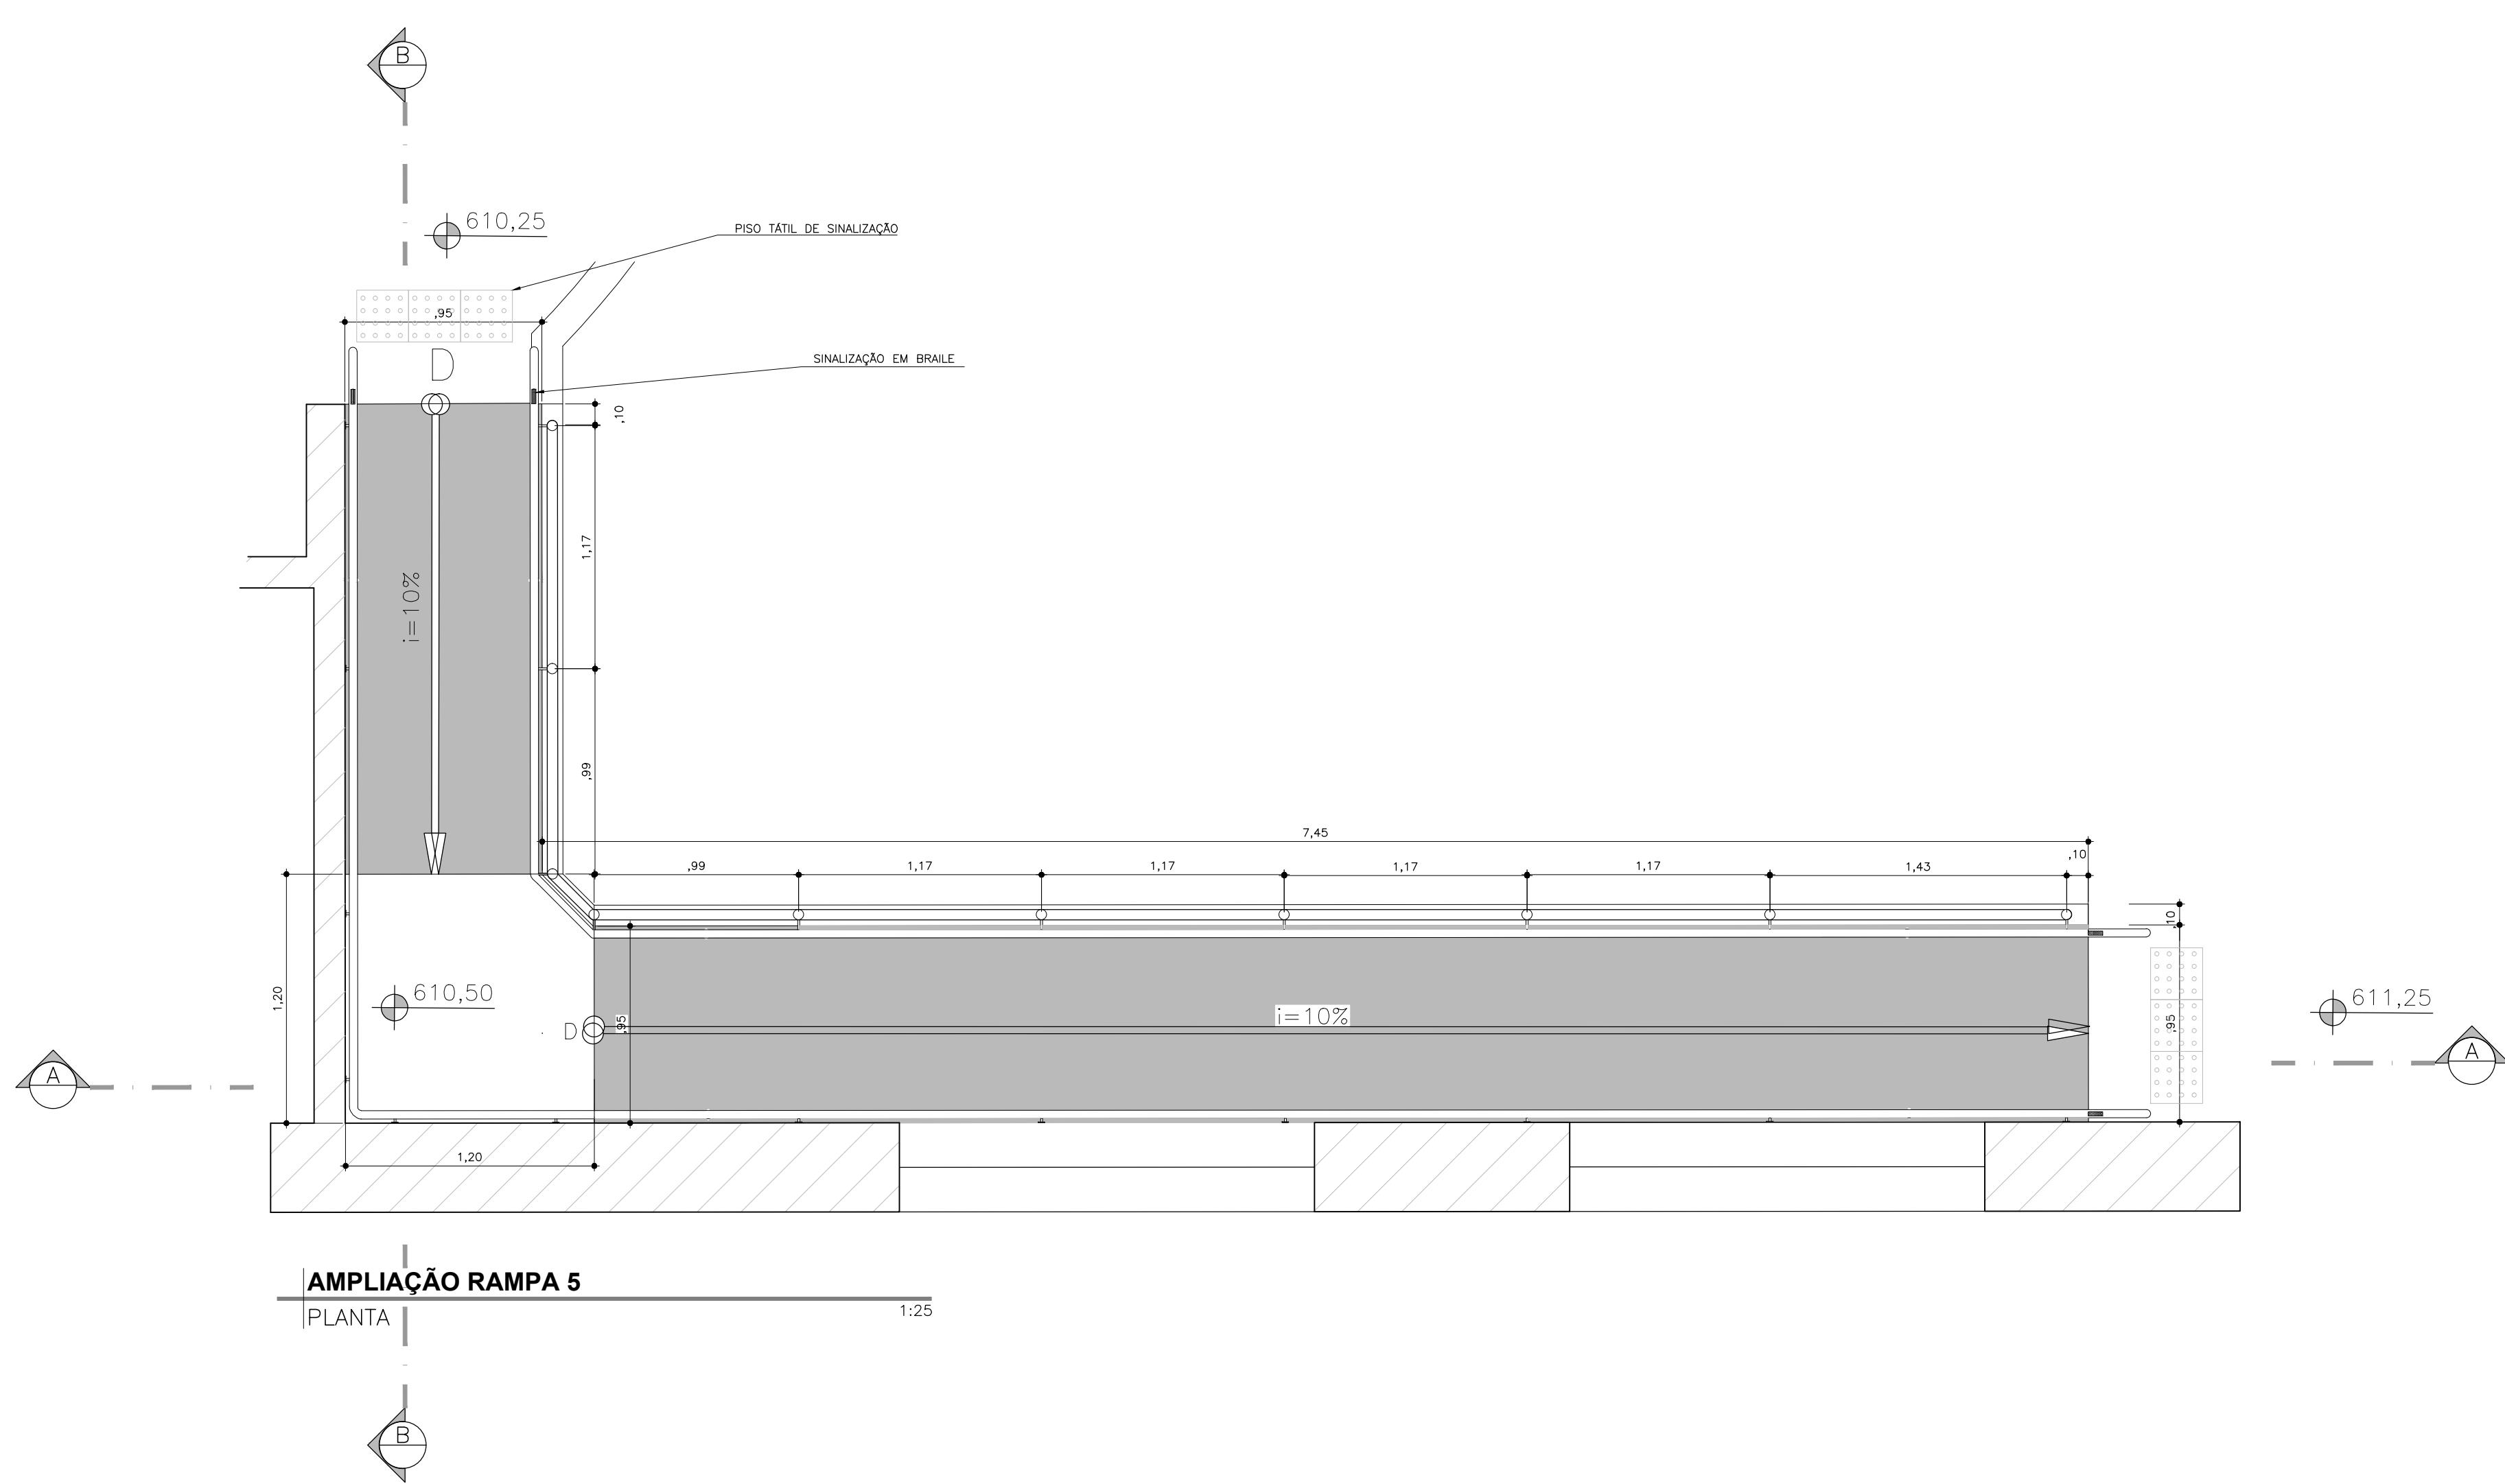 B
610,25
PISO TÁTIL DE SINALIZAÇÃO
,95
SINALIZAÇÃO EM BRAILE
D
,10
1,17
i=10%
,99
7,45
,99
1,17
1,17
1,17
1,17
1,43
,10
,10
610,50
1,20
D
,95
i=10%
,95
611,25
A
A
1,20
AMPLIAÇÃO RAMPA 5
PLANTA
1:25
B